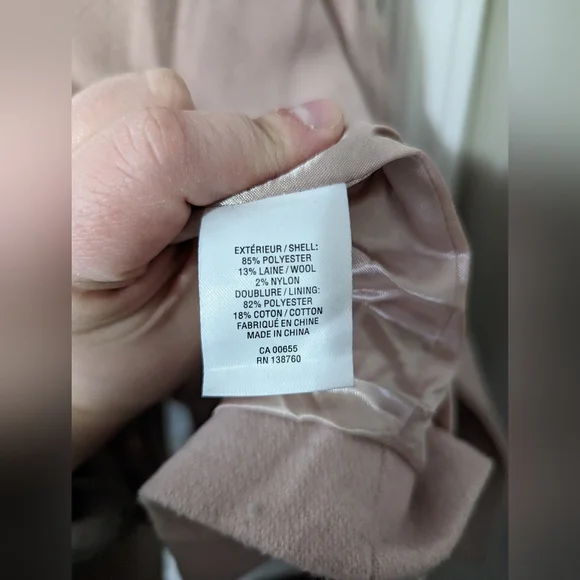 EXTÉRIEUR / SHELL:
85% POLYESTER
13% LAINE / WOOL
2% NYLON
DOUBLURE / LINING:
82% POLYESTER
18% COTON / COTTON
FABRIQUÉ EN CHINE
MADE IN CHINA
CA 00655
RN 138760